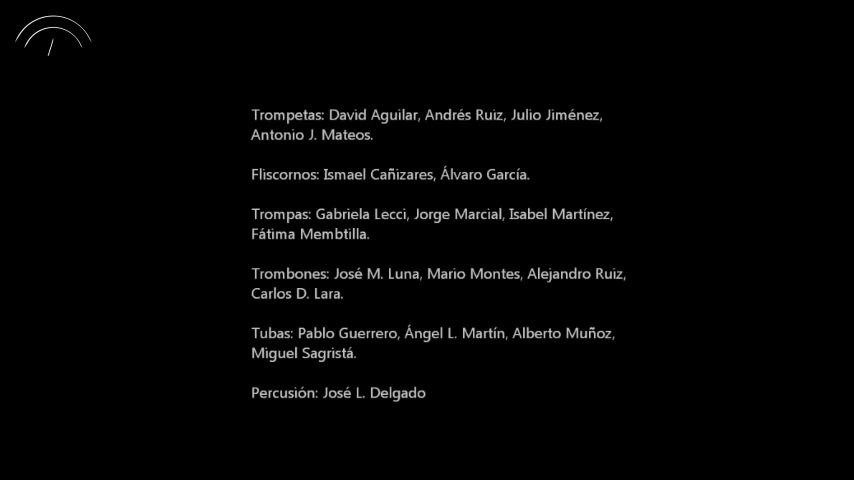 Trompetas: David Aguilar, Andrés Ruiz, Julio Jiménez,
Antonio J. Mateos.
Fliscornos: Ismael Cañizares, Álvaro García.
Trompas: Gabriela Lecci, Jorge Marcial, Isabel Martínez,
Fátima Membtilla.
Trombones: José M. Luna, Mario Montes, Alejandro Ruiz,
Carlos D. Lara.
Tubas: Pablo Guerrero, Ángel L. Martín, Alberto Muñoz,
Miguel Sagristá.
Percusión: José L. Delgado